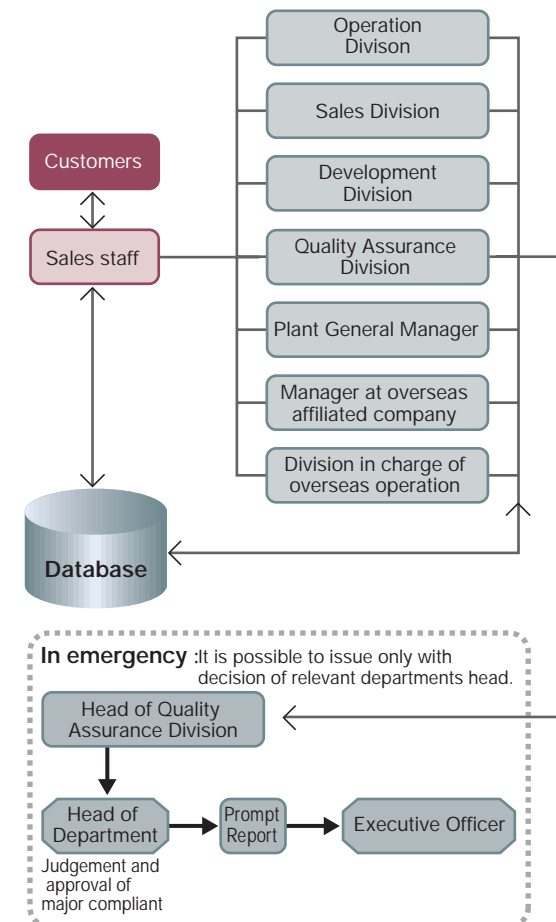 Operation
Divison
Sales Division
Customers
Development
Division
Sales staff
Quality Assurance
Division
Plant General Manager
Manager at overseas
affiliated company
Division in charge of
overseas operation
Database
In emergency :It is possible to issue only with
decision of relevant departments head.
Head of Quality
Assurance Division
Head of
Department
Prompt
Report
Executive Officer
Judgement and
approval of
major compliant